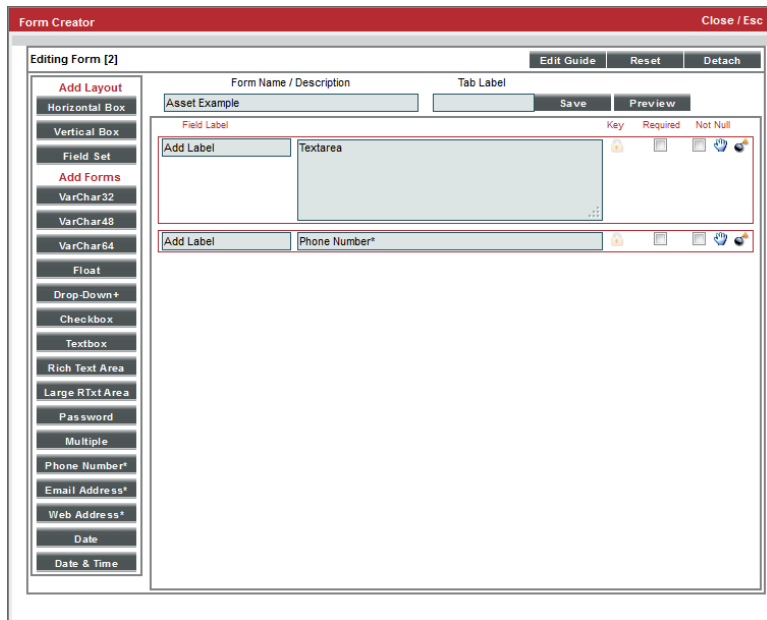 Form Creator Close / Esc
Editing Form [2] Edit Guide Reset Detach
Add Layout Form Name / Description Tab Label
Horizontal Box Asset Example Save Preview
Vertical Box Field Label Key Required Not Null
Field Set Add Label Textarea
Add Forms
VarChar32
VarChar48
VarChar64 Add Label Phone Number*
Float
Drop-Down+
Checkbox
Textbox
Rich Text Area
Large RTxt Area
Password
Multiple
Phone Number*
Email Address*
Web Address*
Date
Date & Time